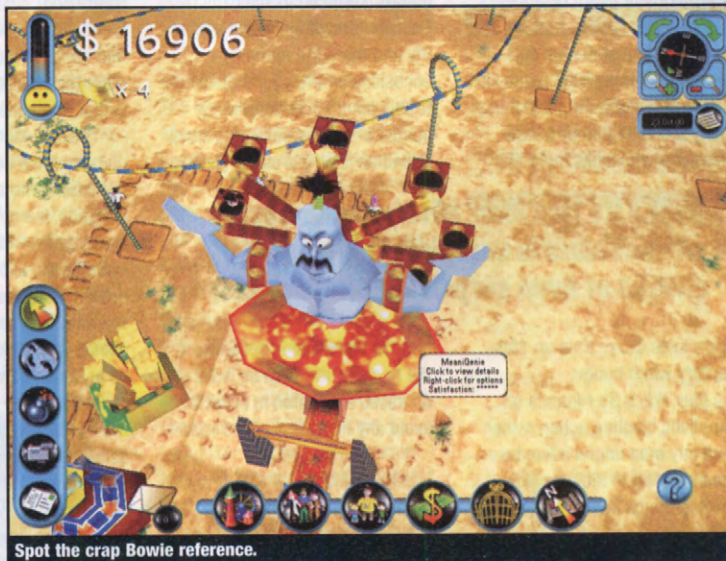 $ 16906
x 4
MeaniGenie
Click to view details
Right-click for options
Satisfaction: *****
?
Spot the crap Bowie reference.